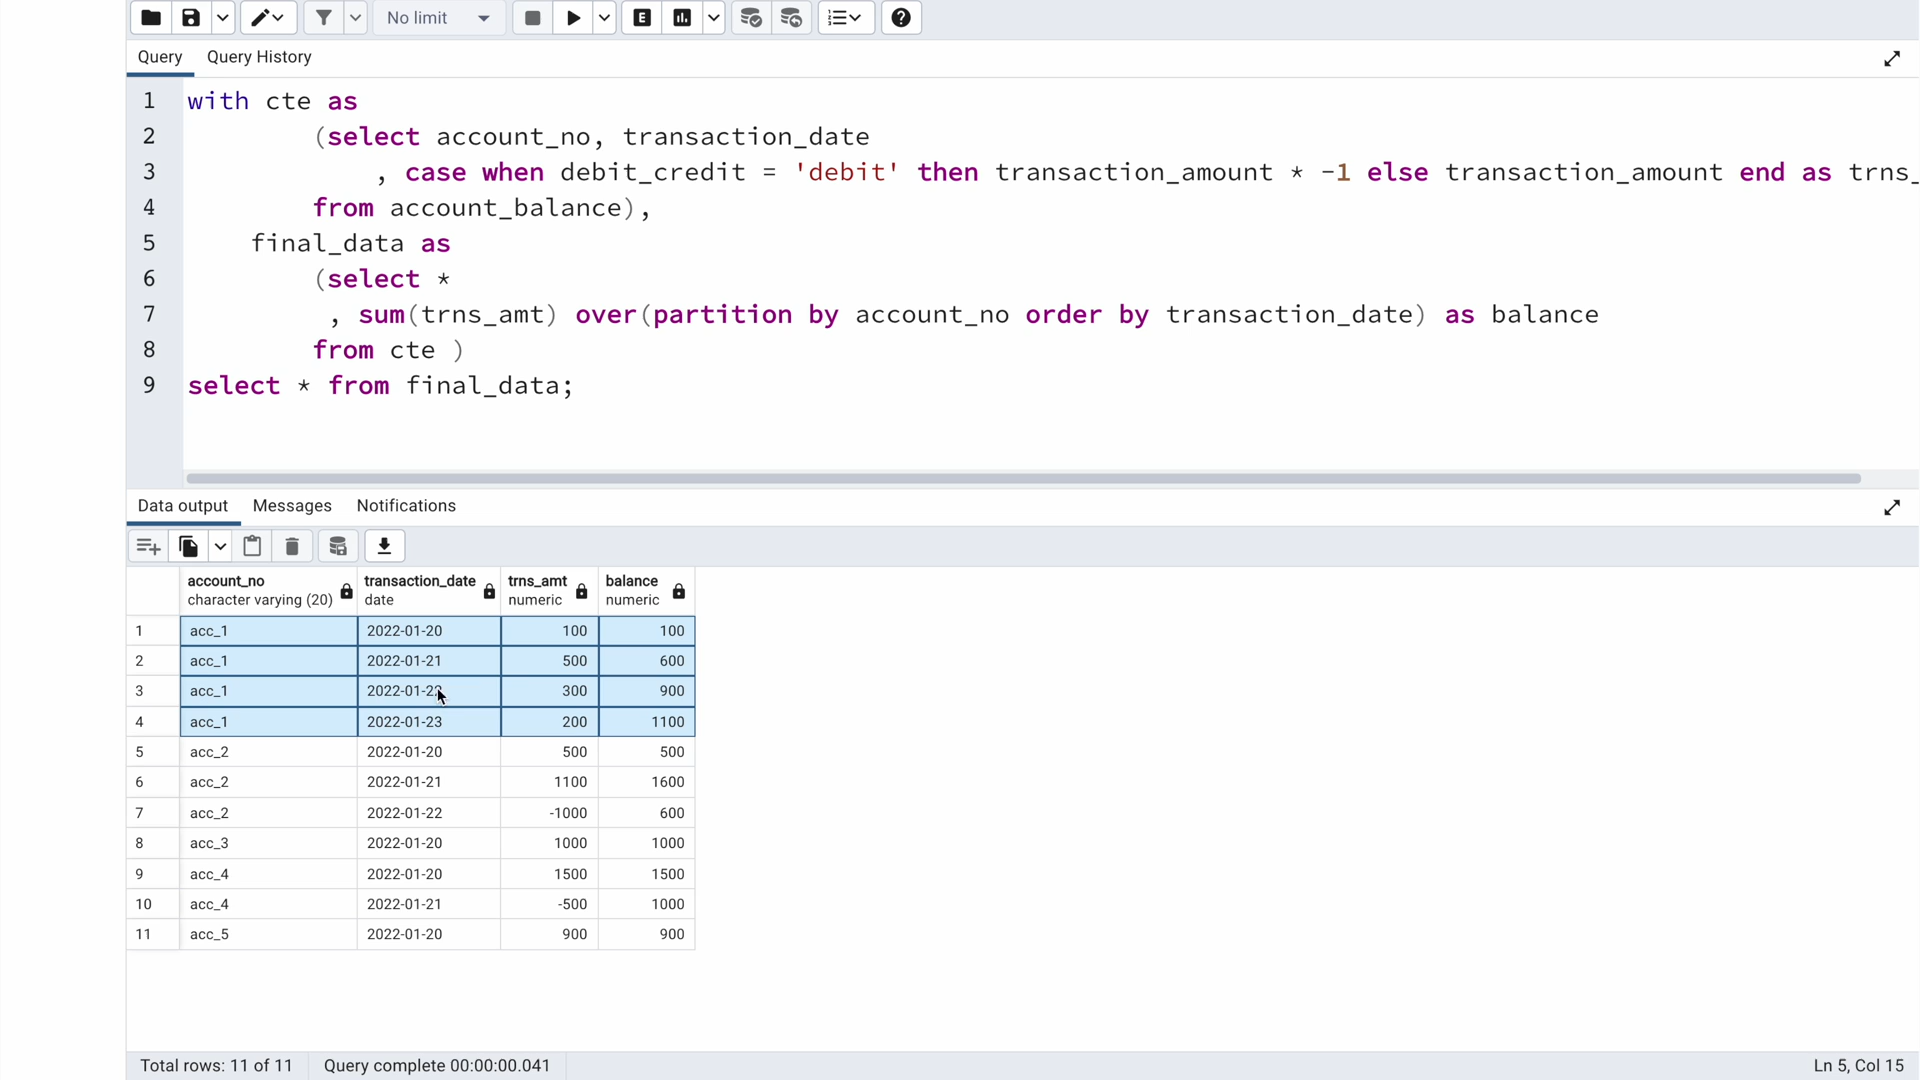 No limit
Query Query History
1 with cte as
2 (select account_no, transaction_date
3 , case when debit_credit = 'debit' then transaction_amount * -1 else transaction_amount end as trns_
4 from account_balance),
5 final_data as
6 (select *
7 , sum(trns_amt) over(partition by account_no order by transaction_date) as balance
8 from cte )
9 select * from final_data;
Data output Messages Notifications
account_no transaction_date trns_amt balance
character varying (20) date numeric numeric
1 acc_1 2022-01-20 100 100
2 acc_1 2022-01-21 500 600
3 acc_1 2022-01-22 300 900
4 acc_1 2022-01-23 200 1100
5 acc_2 2022-01-20 500 500
6 acc_2 2022-01-21 1100 1600
7 acc_2 2022-01-22 -1000 600
8 acc_3 2022-01-20 1000 1000
9 acc_4 2022-01-20 1500 1500
10 acc_4 2022-01-21 -500 1000
11 acc_5 2022-01-20 900 900
Total rows: 11 of 11 Query complete 00:00:00.041 Ln 5, Col 15